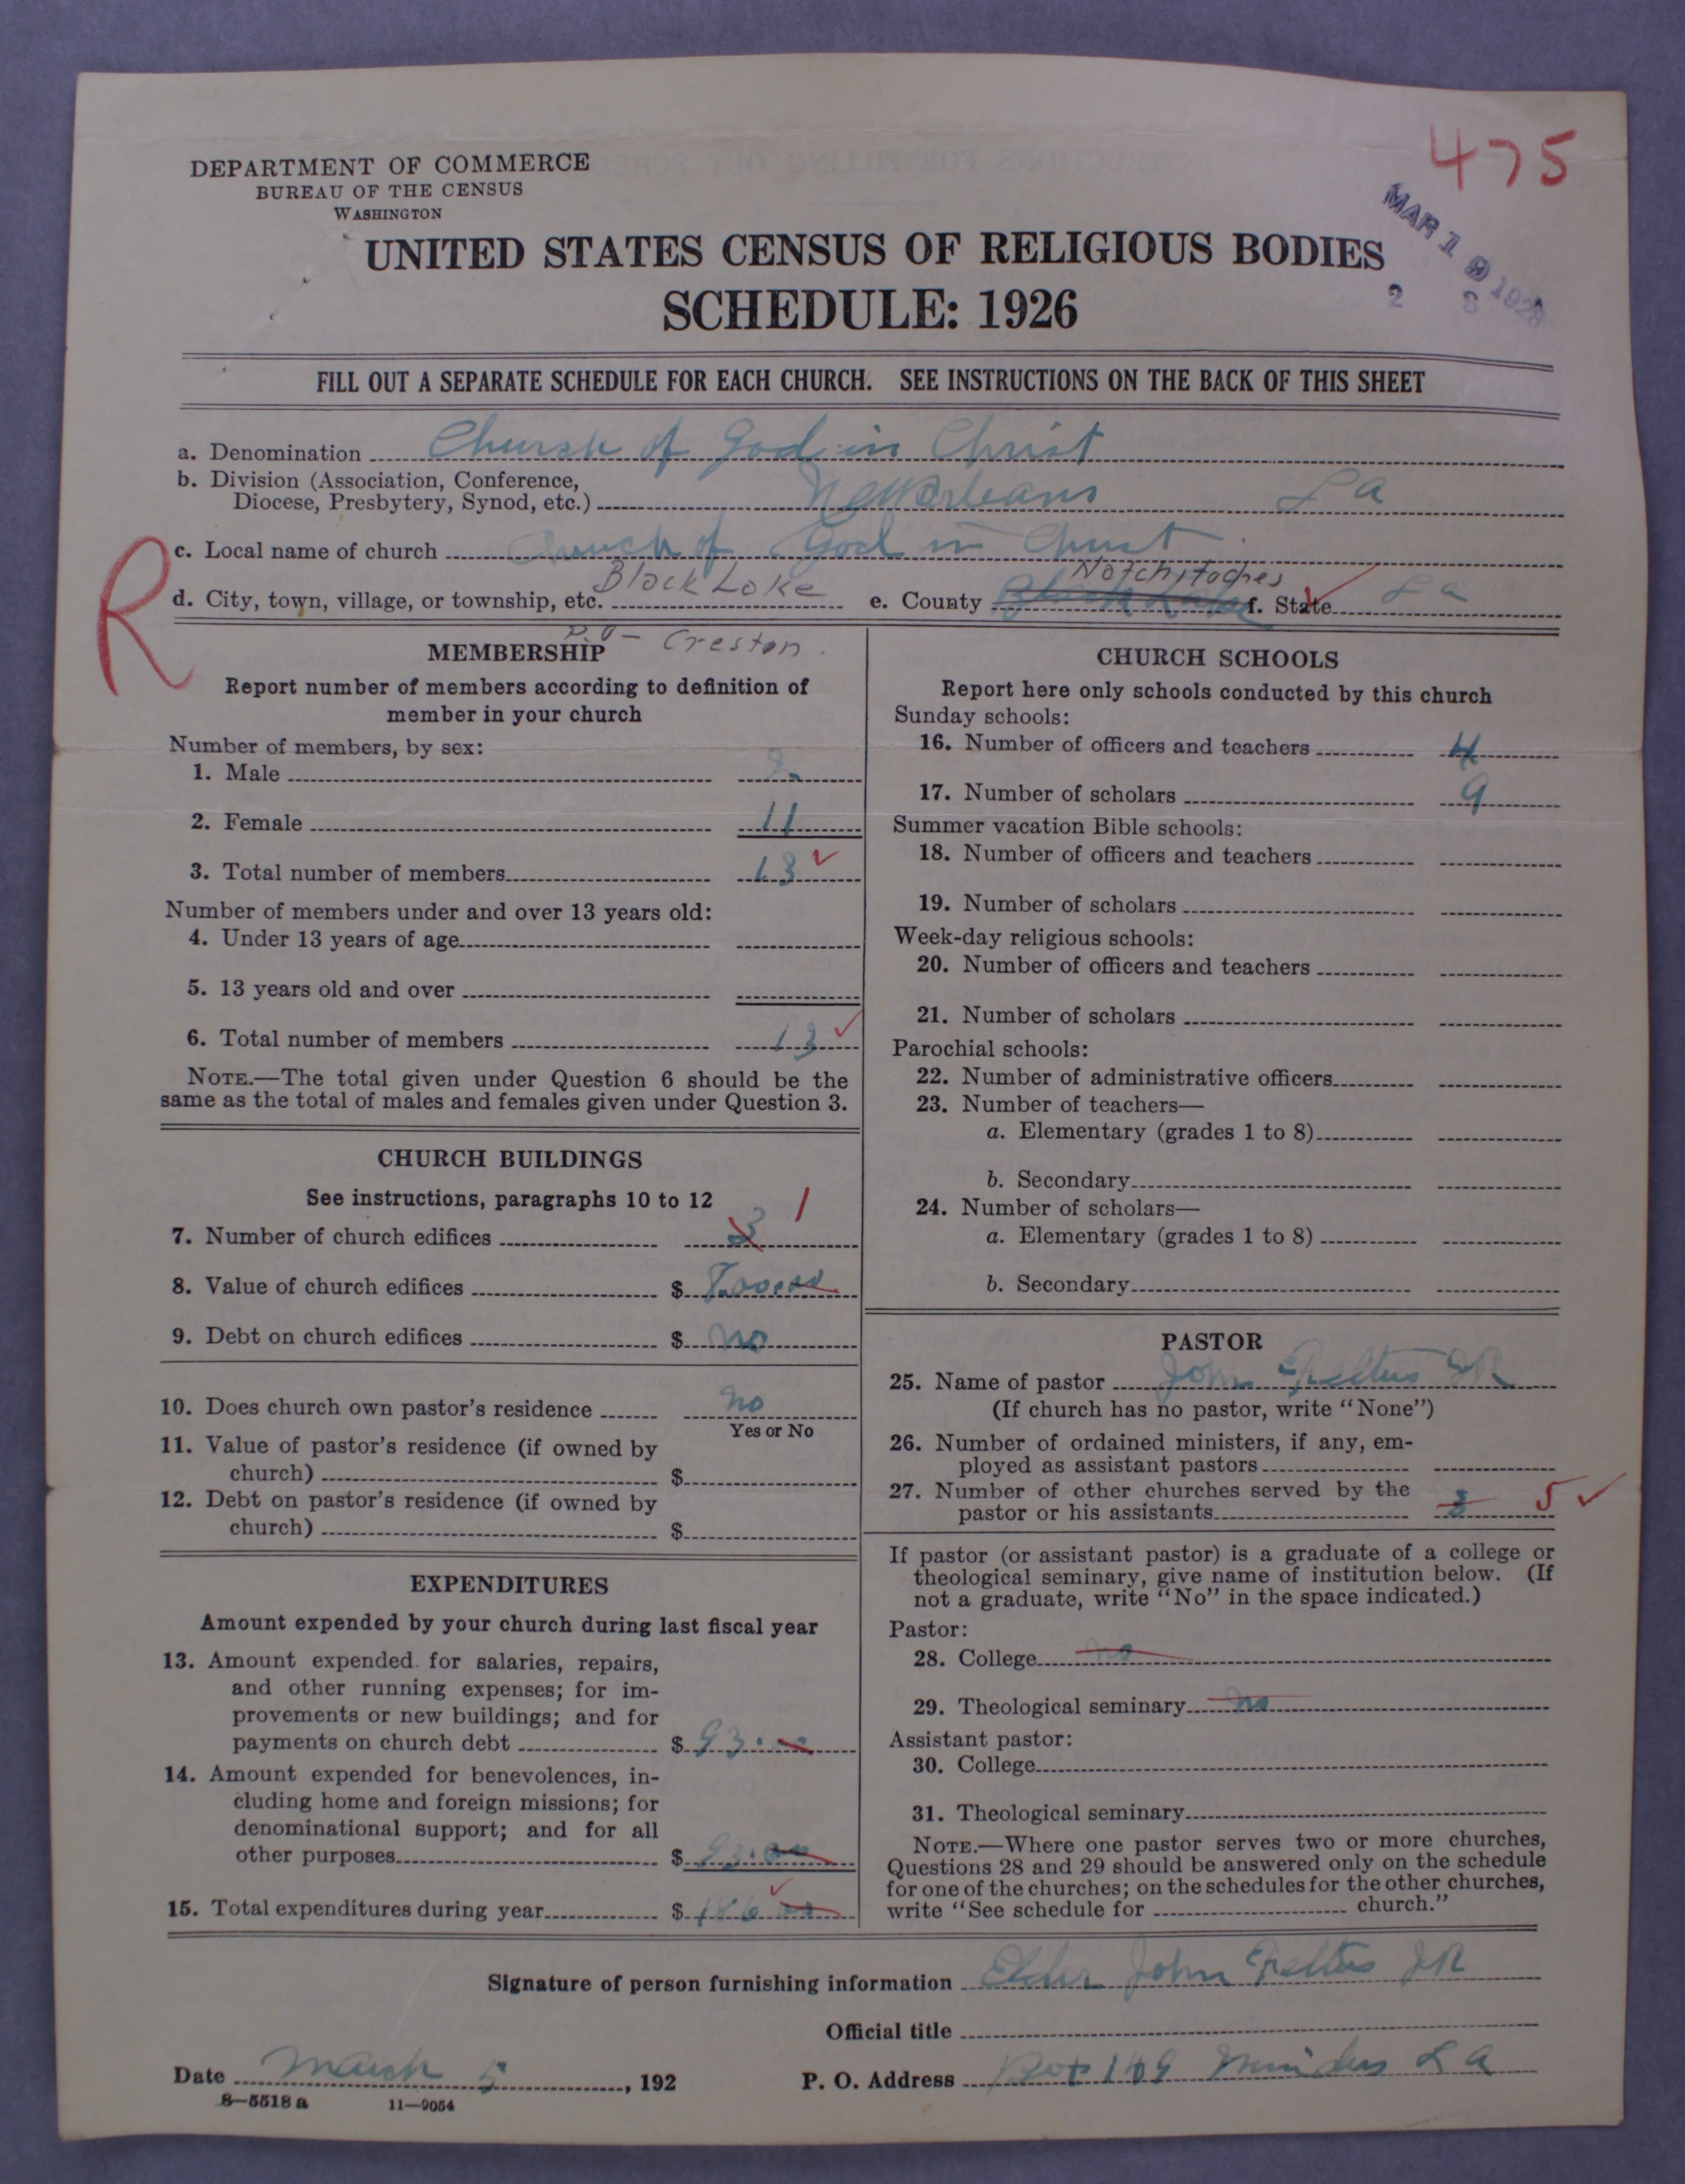 475
DEPARTMENT OF COMMERCE
BUREAU OF THE CENSUS
WASHINGTON
MAR 19 1928
2 8
UNITED STATES CENSUS OF RELIGIOUS BODIES
SCHEDULE: 1926
FILL OUT A SEPARATE SCHEDULE FOR EACH CHURCH. SEE INSTRUCTIONS ON THE BACK OF THIS SHEET
a. Denomination Church of God in Christ
b. Division (Association, Conference,
Diocese, Presbytery, Synod, etc.) New Orleans La
R
c. Local name of church Church of God in Christ
d. City, town, village, or township, etc. Black Lake e. County Black Lake Natchitoches f. State La
P.O - Creston.
MEMBERSHIP
Report number of members according to definition of
member in your church
Number of members, by sex:
1. Male 2
2. Female 11
3. Total number of members 13 ✓
Number of members under and over 13 years old:
4. Under 13 years of age
5. 13 years old and over
6. Total number of members 13 ✓
NOTE.—The total given under Question 6 should be the
same as the total of males and females given under Question 3.
CHURCH BUILDINGS
See instructions, paragraphs 10 to 12
7. Number of church edifices 3 1
8. Value of church edifices $
9. Debt on church edifices $ no
10. Does church own pastor's residence no
Yes or No
11. Value of pastor's residence (if owned by
church) $
12. Debt on pastor's residence (if owned by
church) $
EXPENDITURES
Amount expended by your church during last fiscal year
13. Amount expended for salaries, repairs,
and other running expenses; for im-
provements or new buildings; and for
payments on church debt $ 93.00
14. Amount expended for benevolences, in-
cluding home and foreign missions; for
denominational support; and for all
other purposes $ 93.00
15. Total expenditures during year $ 186 00 ✓
CHURCH SCHOOLS
Report here only schools conducted by this church
Sunday schools:
16. Number of officers and teachers 4
17. Number of scholars 9
Summer vacation Bible schools:
18. Number of officers and teachers
19. Number of scholars
Week-day religious schools:
20. Number of officers and teachers
21. Number of scholars
Parochial schools:
22. Number of administrative officers
23. Number of teachers—
a. Elementary (grades 1 to 8)
b. Secondary
24. Number of scholars—
a. Elementary (grades 1 to 8)
b. Secondary
PASTOR
25. Name of pastor John Feltus JR
(If church has no pastor, write "None")
26. Number of ordained ministers, if any, em-
ployed as assistant pastors
27. Number of other churches served by the
pastor or his assistants 3 5 ✓
If pastor (or assistant pastor) is a graduate of a college or
theological seminary, give name of institution below. (If
not a graduate, write "No" in the space indicated.)
Pastor:
28. College no
29. Theological seminary no
Assistant pastor:
30. College
31. Theological seminary
NOTE.—Where one pastor serves two or more churches,
Questions 28 and 29 should be answered only on the schedule
for one of the churches; on the schedules for the other churches,
write "See schedule for church."
Signature of person furnishing information Elder John Feltus JR
Official title
Date March 5, 192 P. O. Address Box 109 La
8—5518 a 11—9054